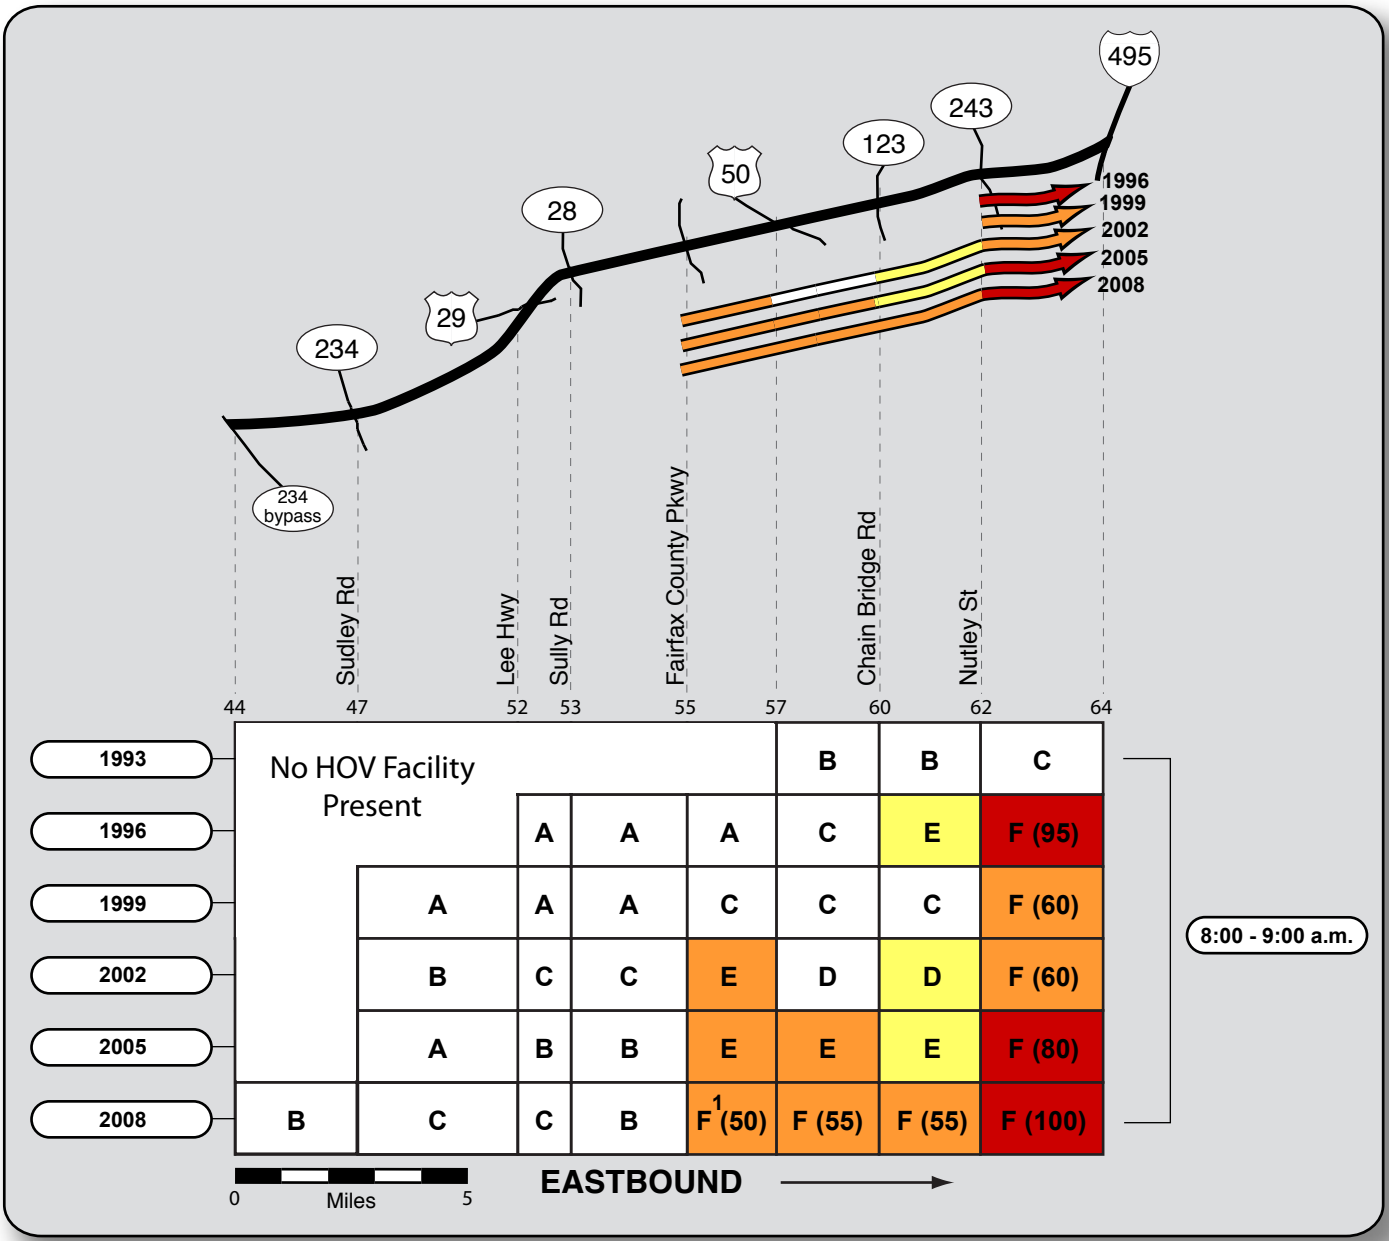 495
243
123
50
28
29
234
234
bypass
1996
1999
2002
2005
2008
Sudley Rd
Lee Hwy
Sully Rd
Fairfax County Pkwy
Chain Bridge Rd
Nutley St
44 47 52 53 55 57 60 62 64
No HOV Facility
Present
1993 B B C
1996 A A A C E F (95)
1999 A A A C C C F (60)
2002 B C C E D D F (60)
2005 A B B E E E F (80)
2008 B C C B F¹(50) F (55) F (55) F (100)
8:00 - 9:00 a.m.
0 Miles 5
EASTBOUND